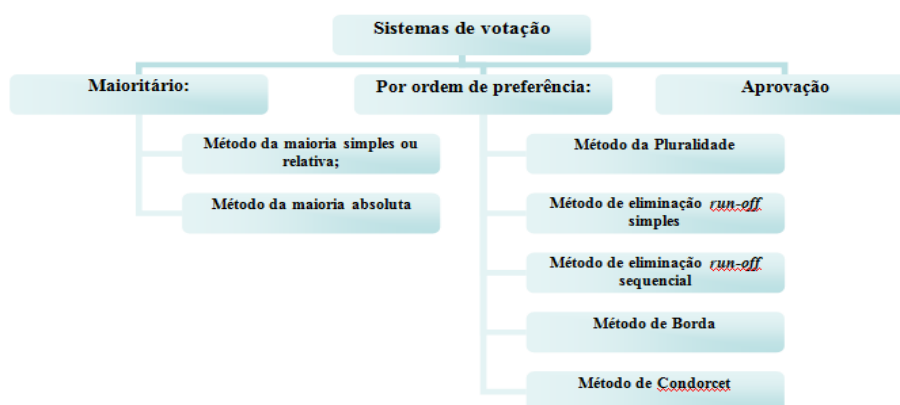 Sistemas de votação
Maioritário:
Por ordem de preferência:
Aprovação
Método da maioria simples ou
relativa;
Método da maioria absoluta
Método da Pluralidade
Método de eliminação run-off
simples
Método de eliminação run-off
sequencial
Método de Borda
Método de Condorcet